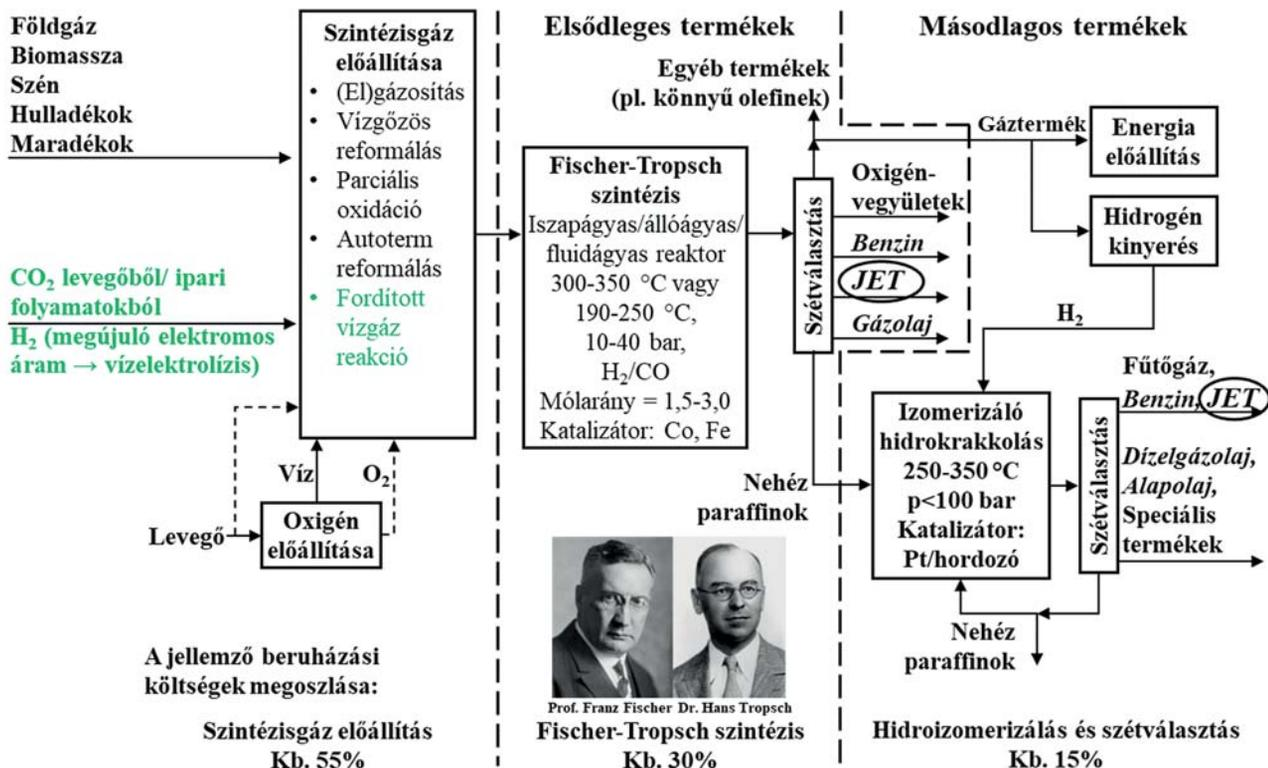 Földgáz
Biomassza
Szén
Hulladékok
Maradékok
CO₂ levegőből/ ipari
folyamatokból
H₂ (megújuló elektromos
áram → vízelektrolízis)
Szintézisgáz
előállítása
• (El)gázosítás
• Vízgőzös
reformálás
• Parciális
oxidáció
• Autoterm
reformálás
• Fordított
vízgáz
reakció
Víz
O₂
Levegő
Oxigén
előállítása
Elsődleges termékek
Egyéb termékek
(pl. könnyű olefinek)
Fischer-Tropsch
szintézis
Iszapágyas/állóágyas/
fluidágyas reaktor
300-350 °C vagy
190-250 °C,
10-40 bar,
H₂/CO
Mólarány = 1,5-3,0
Katalizátor: Co, Fe
Szétválasztás
Oxigén-
vegyületek
Benzin
JET
Gázolaj
Nehéz
paraffinok
Másodlagos termékek
Gáztermék
Energia
előállítás
Hidrogén
kinyerés
H₂
Izomerizáló
hidrokrakkolás
250-350 °C
p<100 bar
Katalizátor:
Pt/hordozó
Szétválasztás
Fűtőgáz,
Benzin, JET
Dízelgázolaj,
Alapolaj,
Speciális
termékek
Nehéz
paraffinok
A jellemző beruházási
költségek megoszlása:
Szintézisgáz előállítás
Kb. 55%
Prof. Franz Fischer Dr. Hans Tropsch
Fischer-Tropsch szintézis
Kb. 30%
Hidroizomerizálás és szétválasztás
Kb. 15%